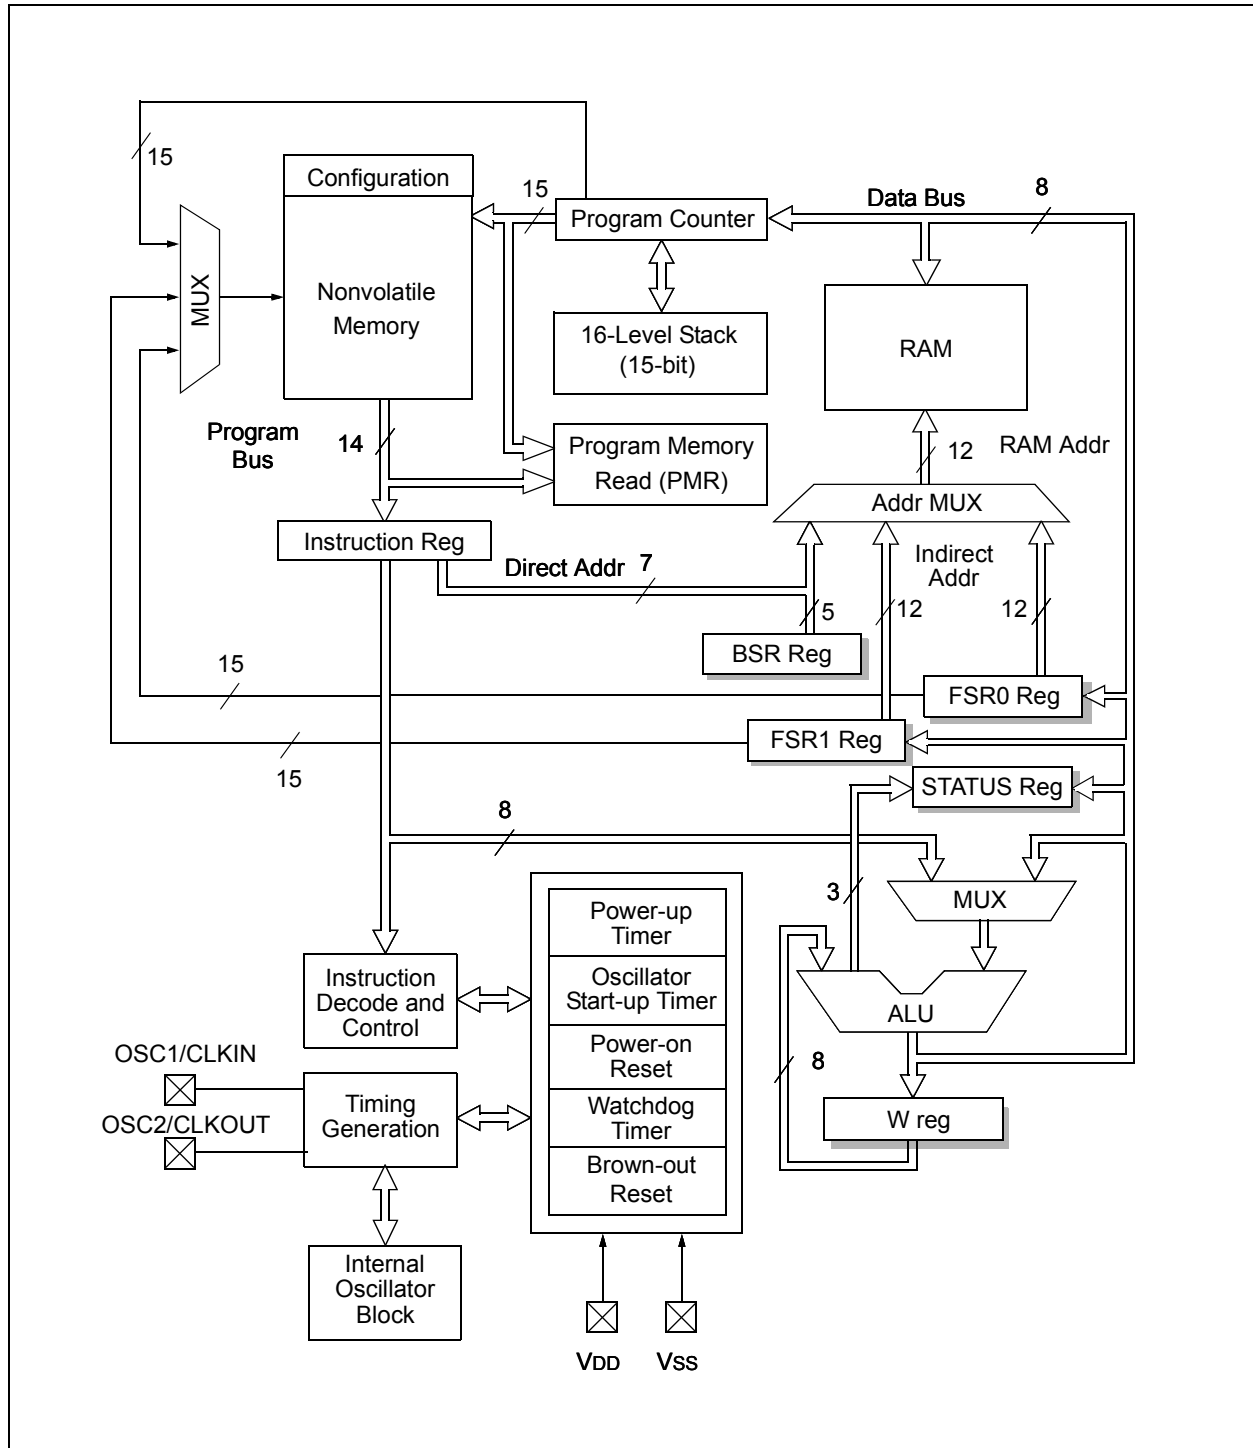 15
Configuration
15
Program Counter
Data Bus
8
MUX
Nonvolatile
Memory
16-Level Stack
(15-bit)
RAM
Program
Bus
14
Program Memory
Read (PMR)
12
RAM Addr
Addr MUX
Instruction Reg
Direct Addr
7
Indirect
Addr
5
12
12
BSR Reg
15
FSR0 Reg
FSR1 Reg
15
STATUS Reg
8
3
MUX
Power-up
Timer
Oscillator
Start-up Timer
Power-on
Reset
Watchdog
Timer
Brown-out
Reset
Instruction
Decode and
Control
ALU
8
W reg
OSC1/CLKIN
OSC2/CLKOUT
Timing
Generation
Internal
Oscillator
Block
VDD
VSS